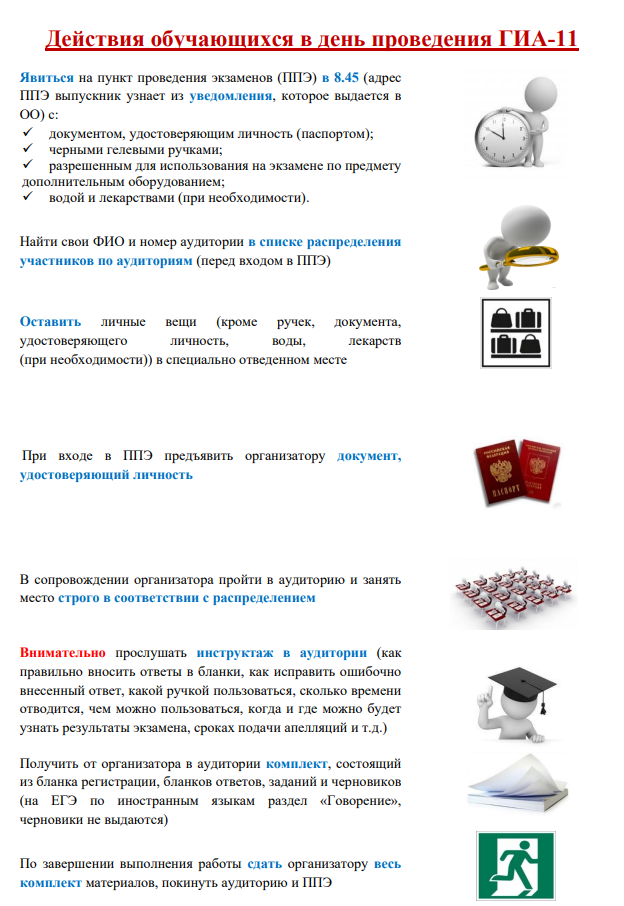 Действия обучающихся в день проведения ГИА-11
Явиться на пункт проведения экзаменов (ППЭ) в 8.45 (адрес
ППЭ выпускник узнает из уведомления, которое выдается в
ОО) с:
✓ документом, удостоверяющим личность (паспортом);
✓ черными гелевыми ручками;
✓ разрешенным для использования на экзамене по предмету
дополнительным оборудованием;
✓ водой и лекарствами (при необходимости).
Найти свои ФИО и номер аудитории в списке распределения
участников по аудиториям (перед входом в ППЭ)
Оставить личные вещи (кроме ручек, документа,
удостоверяющего личность, воды, лекарств
(при необходимости)) в специально отведенном месте
При входе в ППЭ предъявить организатору документ,
удостоверяющий личность
ПАСПОРТ
В сопровождении организатора пройти в аудиторию и занять
место строго в соответствии с распределением
Внимательно прослушать инструктаж в аудитории (как
правильно вносить ответы в бланки, как исправить ошибочно
внесенный ответ, какой ручкой пользоваться, сколько времени
отводится, чем можно пользоваться, когда и где можно будет
узнать результаты экзамена, сроках подачи апелляций и т.д.)
Получить от организатора в аудитории комплект, состоящий
из бланка регистрации, бланков ответов, заданий и черновиков
(на ЕГЭ по иностранным языкам раздел «Говорение»,
черновики не выдаются)
По завершении выполнения работы сдать организатору весь
комплект материалов, покинуть аудиторию и ППЭ